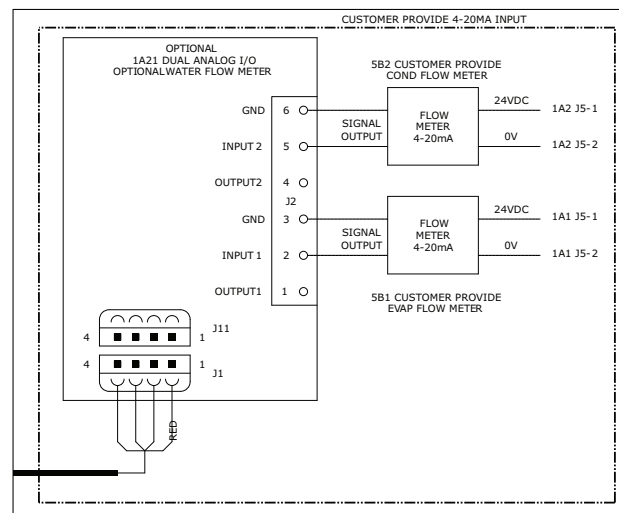 CUSTOMER PROVIDE 4-20MA INPUT
OPTIONAL
1A21 DUAL ANALOG I/O
OPTIONALWATER FLOW METER
5B2 CUSTOMER PROVIDE
COND FLOW METER
GND 6
INPUT 2 5
OUTPUT2 4
J2
GND 3
INPUT 1 2
OUTPUT1 1
SIGNAL
OUTPUT
FLOW
METER
4-20mA
24VDC 1A2 J5-1
0V 1A2 J5-2
SIGNAL
OUTPUT
FLOW
METER
4-20mA
24VDC 1A1 J5-1
0V 1A1 J5-2
5B1 CUSTOMER PROVIDE
EVAP FLOW METER
4 1 J11
4 1 J1
RED